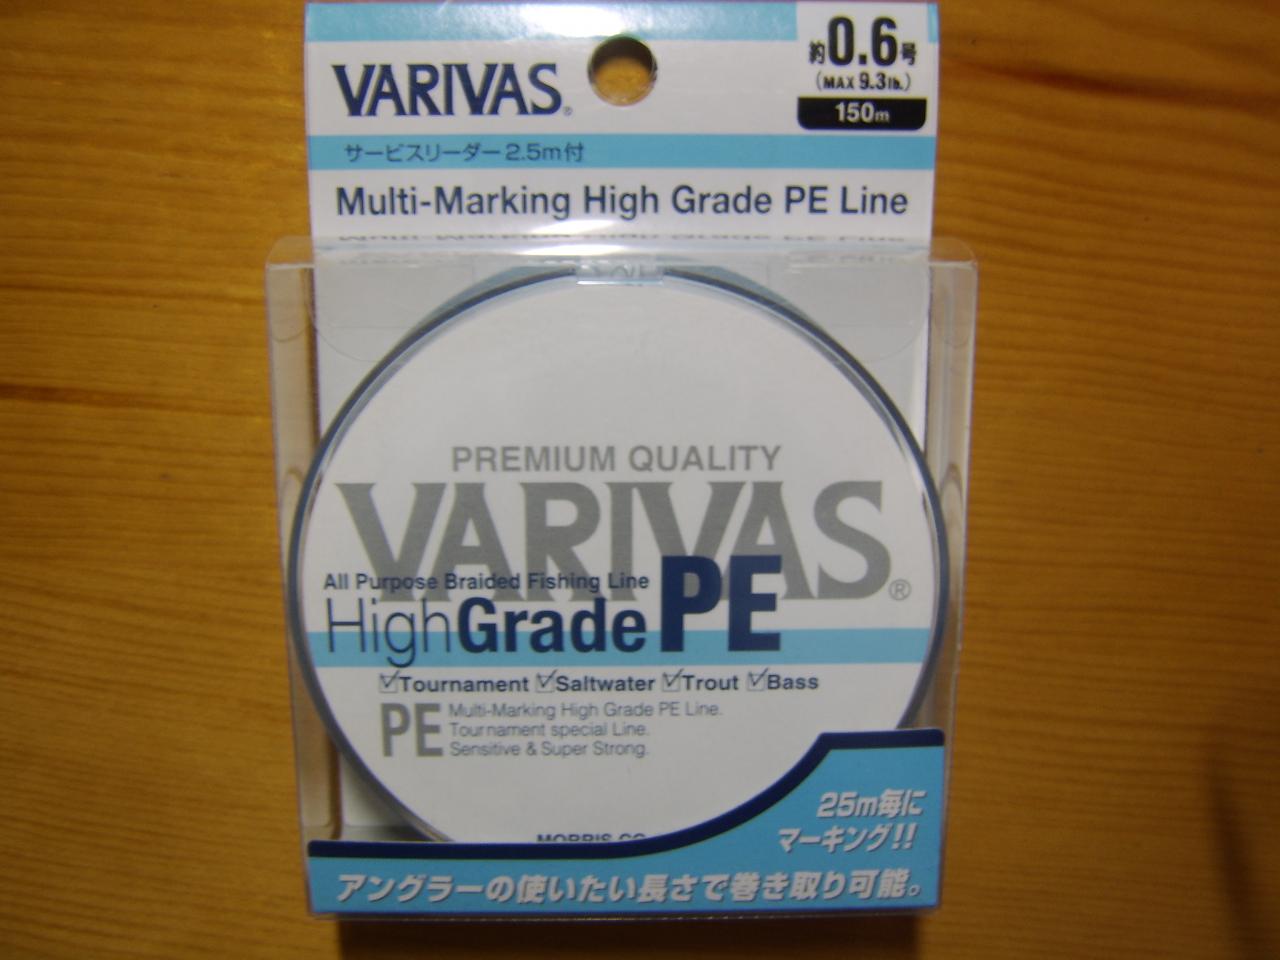 VARIVAS®
約0.6号
(MAX 9.3lb.)
150m
サービスリーダー2.5m付
Multi-Marking High Grade PE Line
PREMIUM QUALITY
VARIVAS®
All Purpose Braided Fishing Line
HighGradePE
Tournament Saltwater Trout Bass
PE
Multi-Marking High Grade PE Line.
Tournament special Line.
Sensitive & Super Strong.
MORRIS CO
25m毎に
マーキング!!
アングラーの使いたい長さで巻き取り可能。